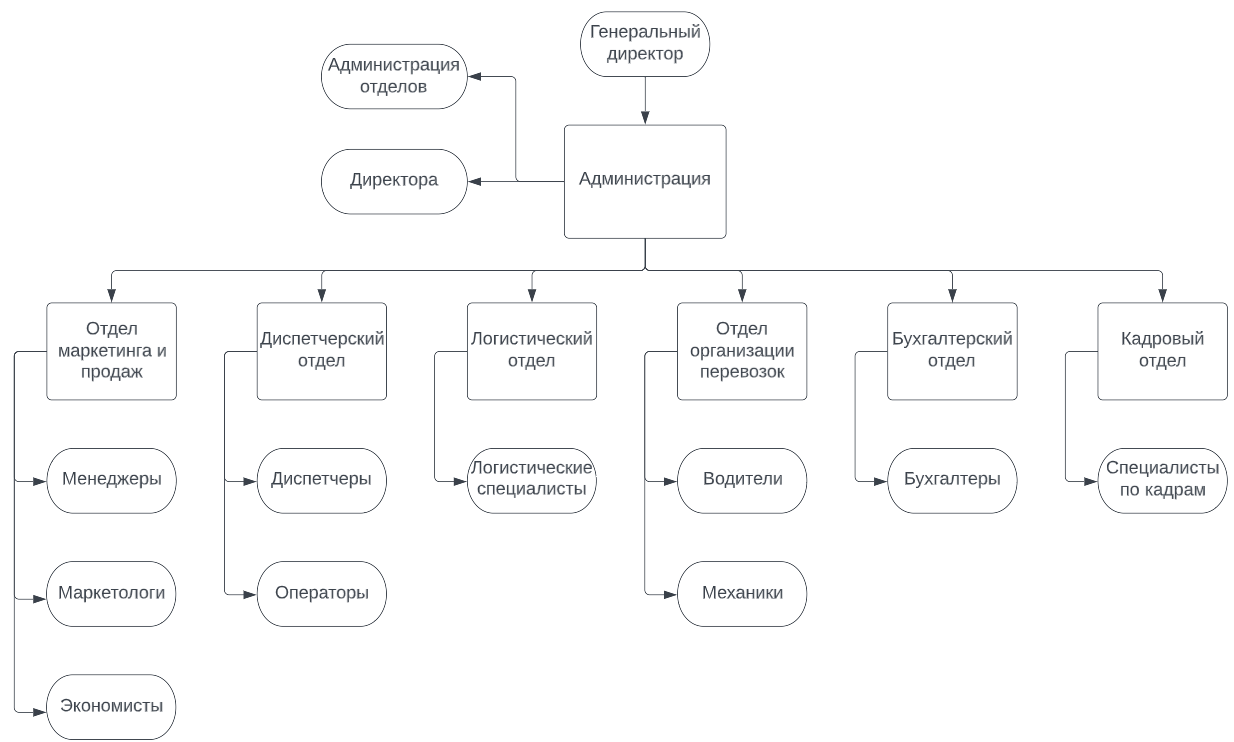 Генеральный
директор
Администрация
отделов
Директора
Администрация
Отдел
маркетинга и
продаж
Диспетчерский
отдел
Логистический
отдел
Отдел
организации
перевозок
Бухгалтерский
отдел
Кадровый
отдел
Менеджеры
Диспетчеры
Логистические
специалисты
Водители
Бухгалтеры
Специалисты
по кадрам
Маркетологи
Операторы
Механики
Экономисты